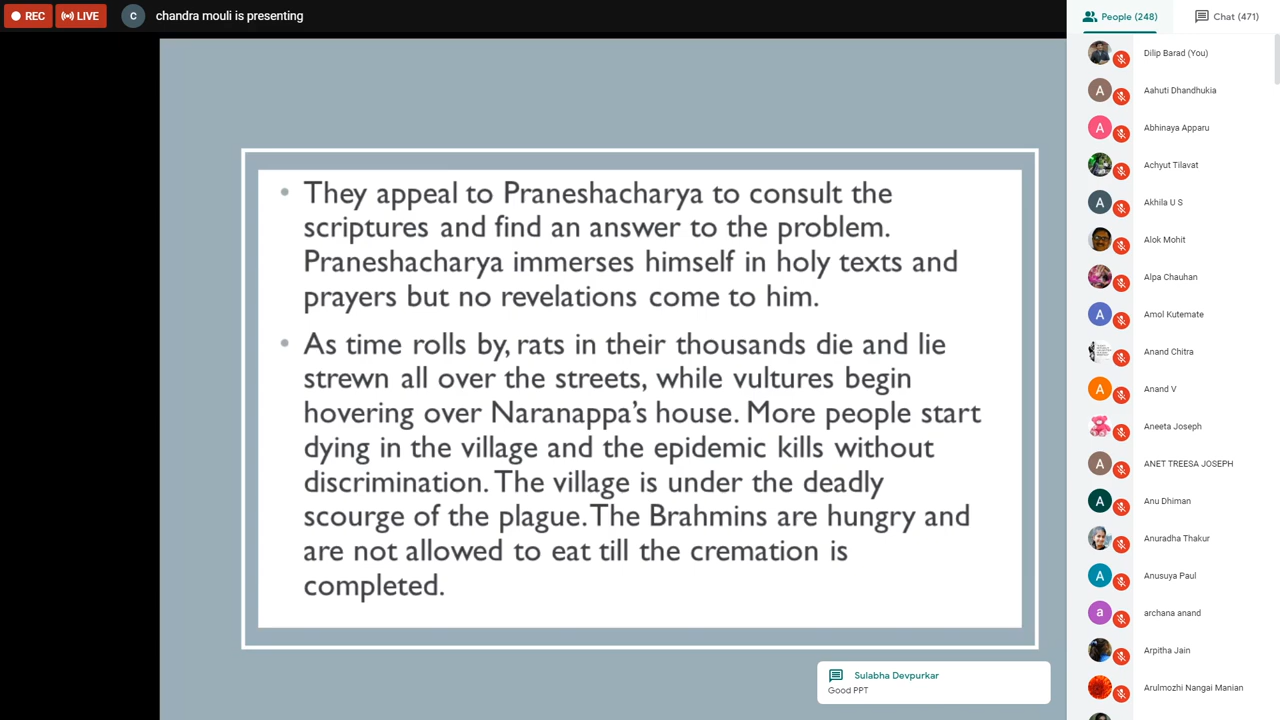 REC
LIVE
C
chandra mouli is presenting
People (248)
Chat (471)
• They appeal to Praneshacharya to consult the
scriptures and find an answer to the problem.
Praneshacharya immerses himself in holy texts and
prayers but no revelations come to him.
• As time rolls by, rats in their thousands die and lie
strewn all over the streets, while vultures begin
hovering over Naranappa's house. More people start
dying in the village and the epidemic kills without
discrimination. The village is under the deadly
scourge of the plague. The Brahmins are hungry and
are not allowed to eat till the cremation is
completed.
Sulabha Devpurkar
Good PPT
Dilip Barad (You)
A
Aahuti Dhandhukia
A
Abhinaya Apparu
Achyut Tilavat
A
Akhila U S
Alok Mohit
Alpa Chauhan
A
Amol Kutemate
Anand Chitra
A
Anand V
Aneeta Joseph
A
ANET TREESA JOSEPH
A
Anu Dhiman
Anuradha Thakur
A
Anusuya Paul
a
archana anand
Arpitha Jain
Arulmozhi Nangai Manian